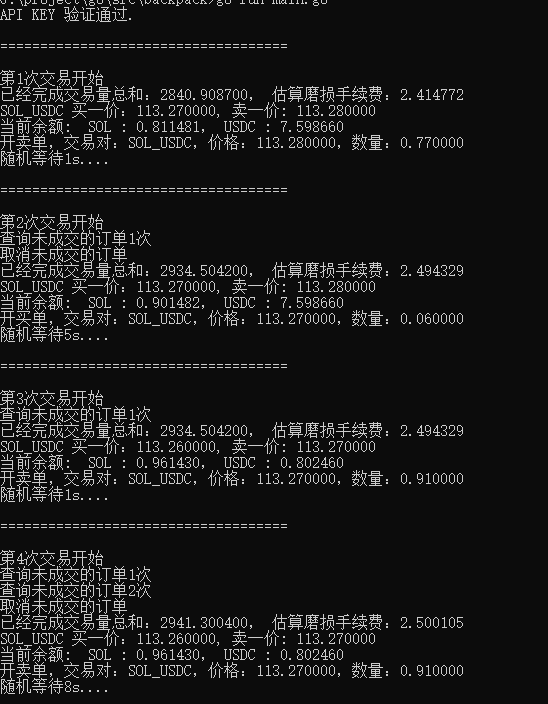 G:\project\go\src\backpack>go run main.go
API KEY 验证通过.
====================================
第1次交易开始
已经完成交易量总和: 2840.908700, 估算磨损手续费: 2.414772
SOL_USDC 买一价: 113.270000, 卖一价: 113.280000
当前余额: SOL : 0.811481, USDC : 7.598660
开卖单, 交易对: SOL_USDC, 价格: 113.280000, 数量: 0.770000
随机等待1s....
====================================
第2次交易开始
查询未成交的订单1次
取消未成交的订单
已经完成交易量总和: 2934.504200, 估算磨损手续费: 2.494329
SOL_USDC 买一价: 113.270000, 卖一价: 113.280000
当前余额: SOL : 0.901482, USDC : 7.598660
开买单, 交易对: SOL_USDC, 价格: 113.270000, 数量: 0.060000
随机等待5s....
====================================
第3次交易开始
查询未成交的订单1次
已经完成交易量总和: 2934.504200, 估算磨损手续费: 2.494329
SOL_USDC 买一价: 113.260000, 卖一价: 113.270000
当前余额: SOL : 0.961430, USDC : 0.802460
开卖单, 交易对: SOL_USDC, 价格: 113.270000, 数量: 0.910000
随机等待1s....
====================================
第4次交易开始
查询未成交的订单1次
查询未成交的订单2次
取消未成交的订单
已经完成交易量总和: 2941.300400, 估算磨损手续费: 2.500105
SOL_USDC 买一价: 113.260000, 卖一价: 113.270000
当前余额: SOL : 0.961430, USDC : 0.802460
开卖单, 交易对: SOL_USDC, 价格: 113.270000, 数量: 0.910000
随机等待8s....